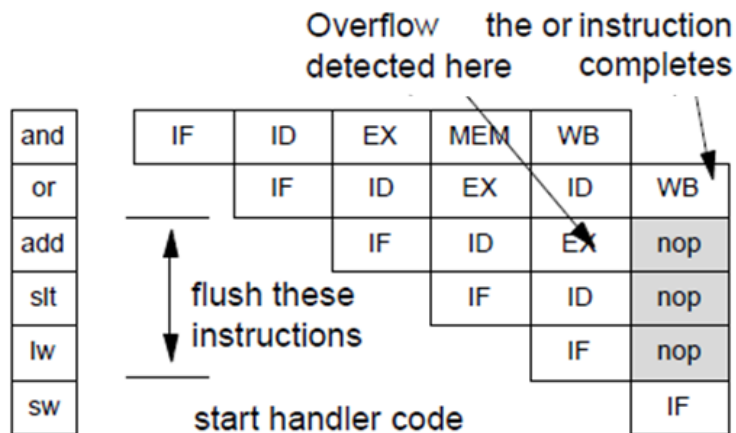 Overflow the or instruction
detected here completes
and IF ID EX MEM WB
or IF ID EX ID WB
add IF ID EX nop
slt flush these IF ID nop
lw instructions IF nop
sw start handler code IF